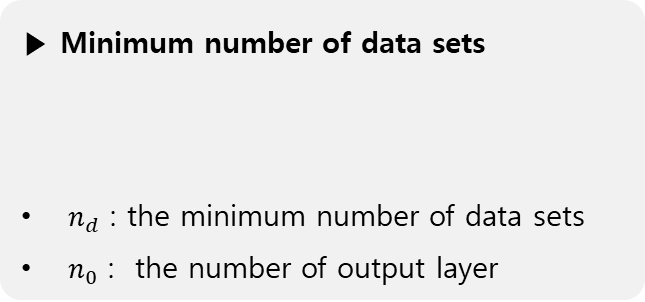 ▶ Minimum number of data sets
• n_d : the minimum number of data sets
• n_0 : the number of output layer